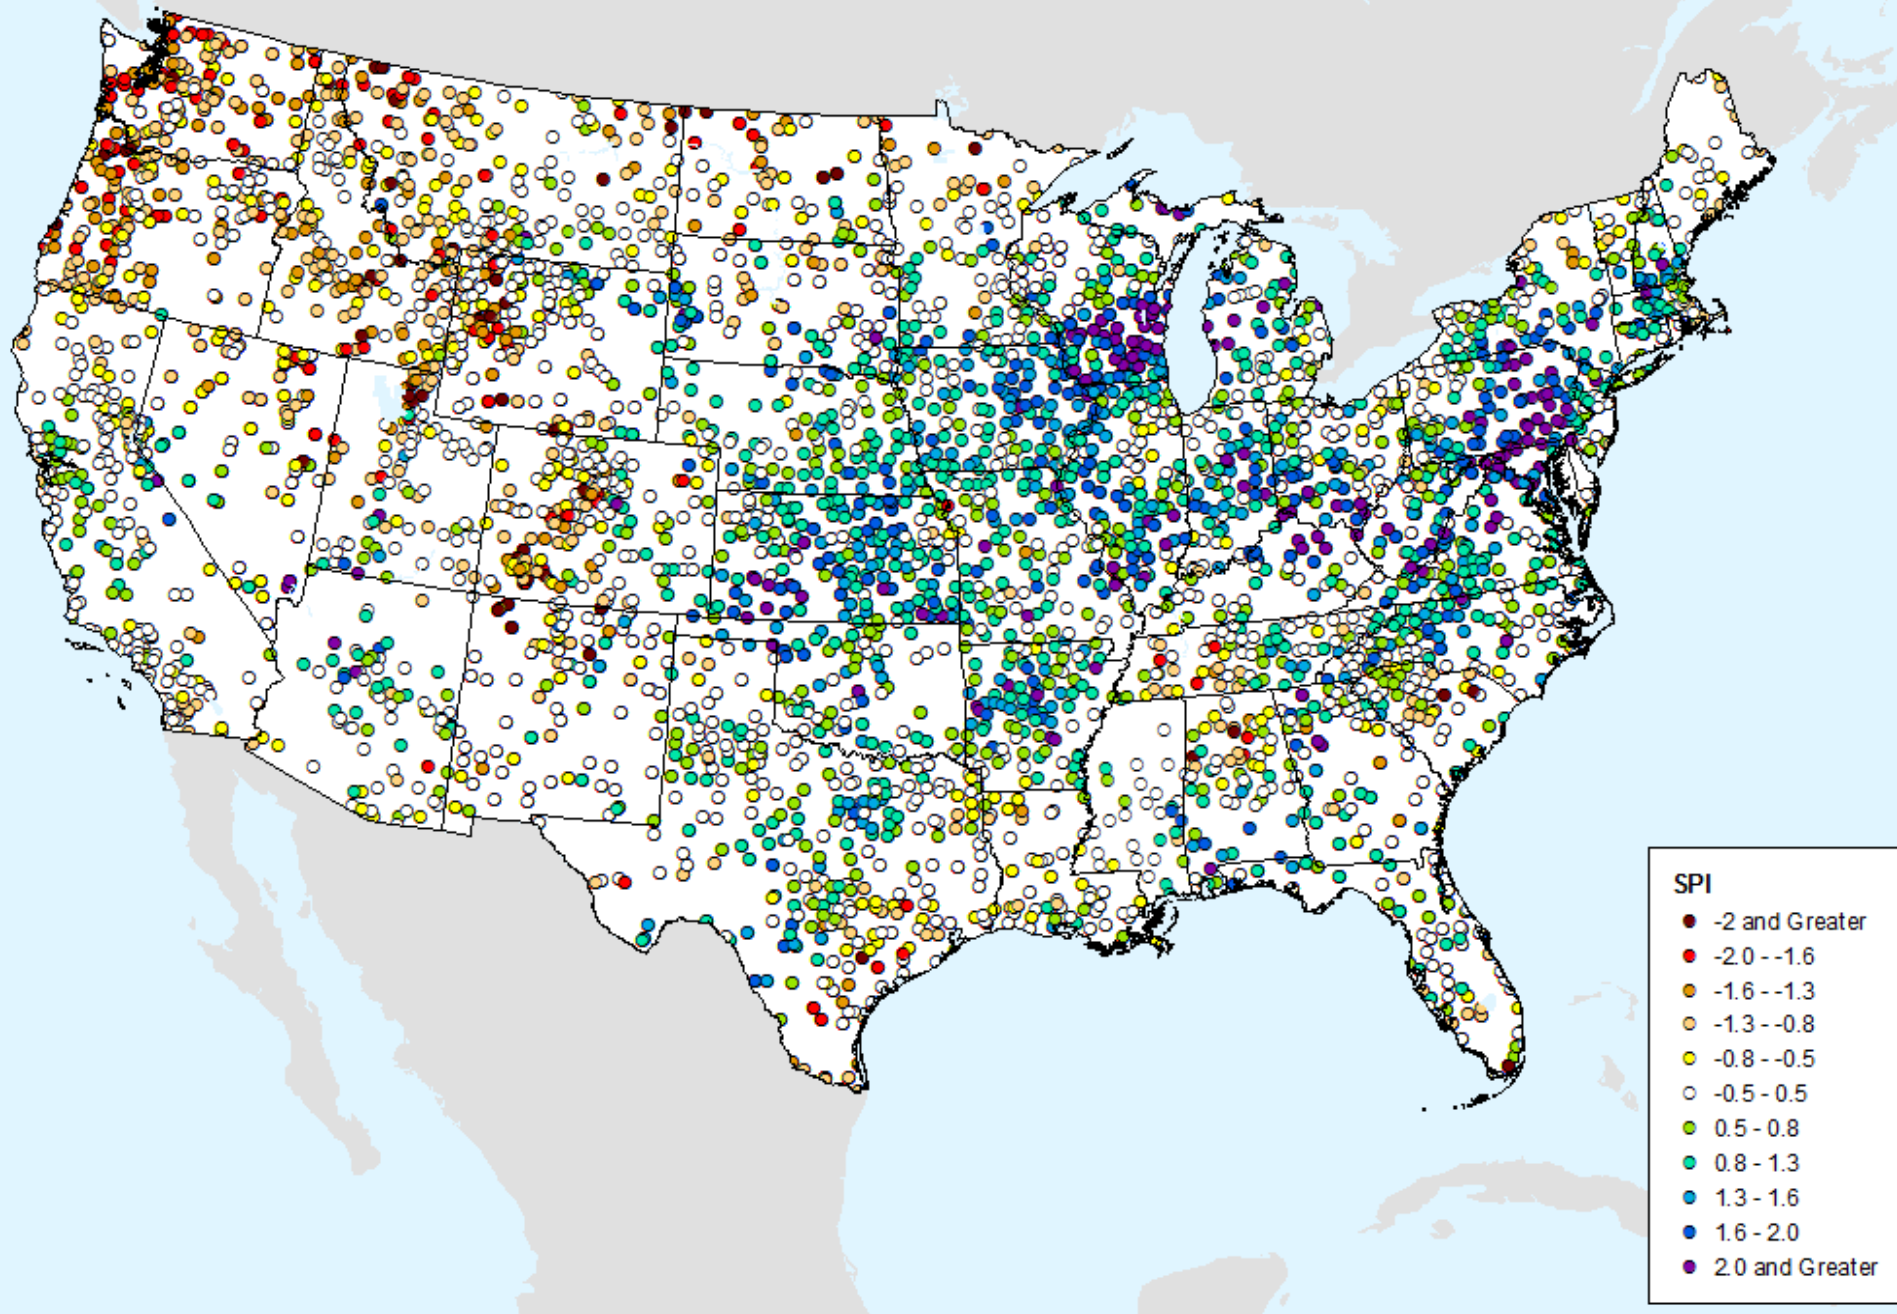 SPI
-2 and Greater
-2.0 - -1.6
-1.6 - -1.3
-1.3 - -0.8
-0.8 - -0.5
-0.5 - 0.5
0.5 - 0.8
0.8 - 1.3
1.3 - 1.6
1.6 - 2.0
2.0 and Greater